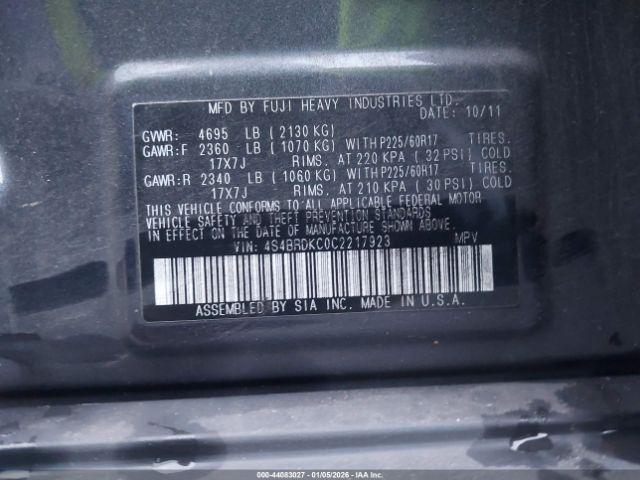 MFD BY FUJI HEAVY INDUSTRIES LTD.
DATE: 10/11
GVWR: 4695 LB (2130 KG)
GAWR:F 2360 LB (1070 KG) WITH P225/60R17 TIRES.
17X7J RIMS. AT 220 KPA (32 PSI) COLD
GAWR:R 2340 LB (1060 KG) WITH P225/60R17 TIRES.
17X7J RIMS. AT 210 KPA (30 PSI) COLD
THIS VEHICLE CONFORMS TO ALL APPLICABLE FEDERAL MOTOR
VEHICLE SAFETY AND THEFT PREVENTION STANDARDS
IN EFFECT ON THE DATE OF MANUFACTURE SHOWN ABOVE.
VIN: 4S4BRDKC0C2217923 MPV
ASSEMBLED BY SIA INC. MADE IN U.S.A.
000-44083027 - 01/05/2026 - IAA Inc.